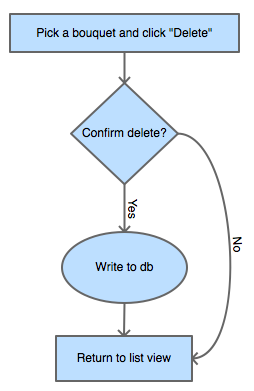 Pick a bouquet and click "Delete"
Confirm delete?
Yes
No
Write to db
Return to list view